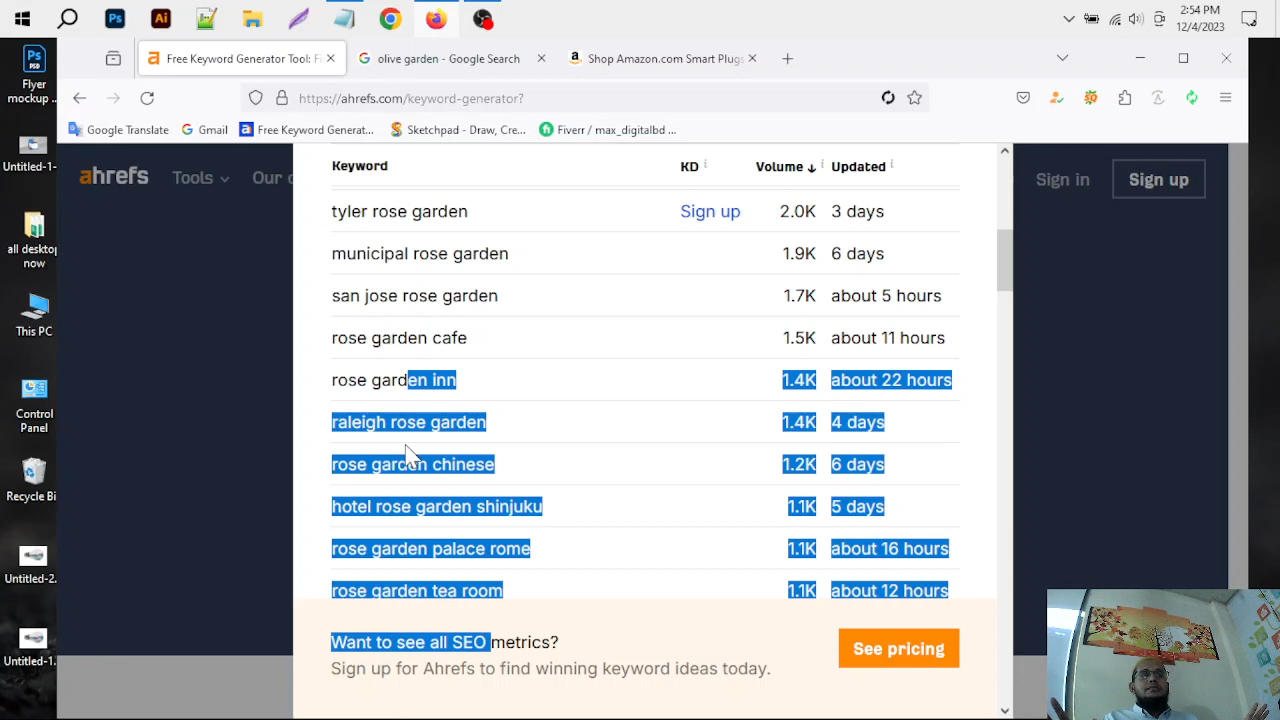 2:54 PM
12/4/2023
Free Keyword Generator Tool: Fi
olive garden - Google Search
Shop Amazon.com Smart Plugs
https://ahrefs.com/keyword-generator?
Google Translate
Gmail
Free Keyword Generat...
Sketchpad - Draw, Cre...
Fiverr / max_digitalbd ...
Ps
PSD
Flyer
mockup ...
Untitled-1-
all desktop
now
This PC
Control
Panel
Recycle Bi
Untitled-2.
Untitled-1.
Ps
Ai
ahrefs
Tools
Our
Sign in
Sign up
Keyword KD Volume ↓ Updated
tyler rose garden Sign up 2.0K 3 days
municipal rose garden 1.9K 6 days
san jose rose garden 1.7K about 5 hours
rose garden cafe 1.5K about 11 hours
rose garden inn 1.4K about 22 hours
raleigh rose garden 1.4K 4 days
rose garden chinese 1.2K 6 days
hotel rose garden shinjuku 1.1K 5 days
rose garden palace rome 1.1K about 16 hours
rose garden tea room 1.1K about 12 hours
Want to see all SEO metrics?
Sign up for Ahrefs to find winning keyword ideas today.
See pricing